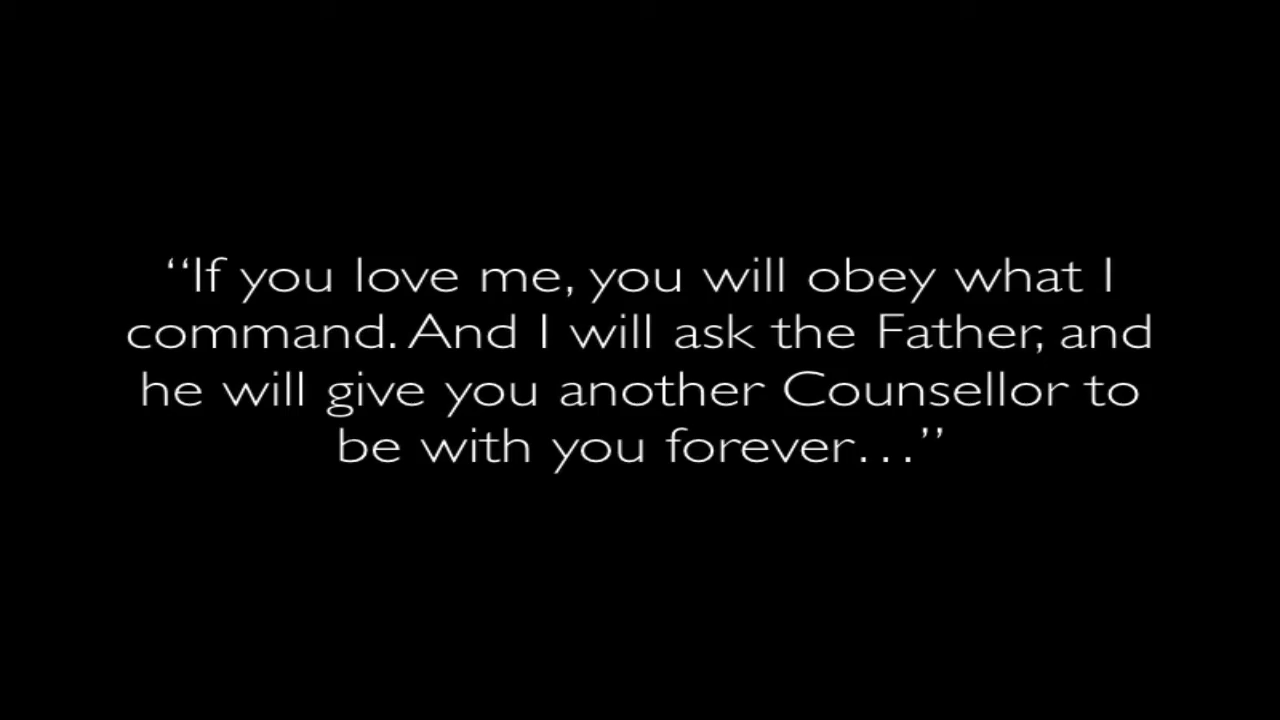 “If you love me, you will obey what I
command. And I will ask the Father, and
he will give you another Counsellor to
be with you forever…”